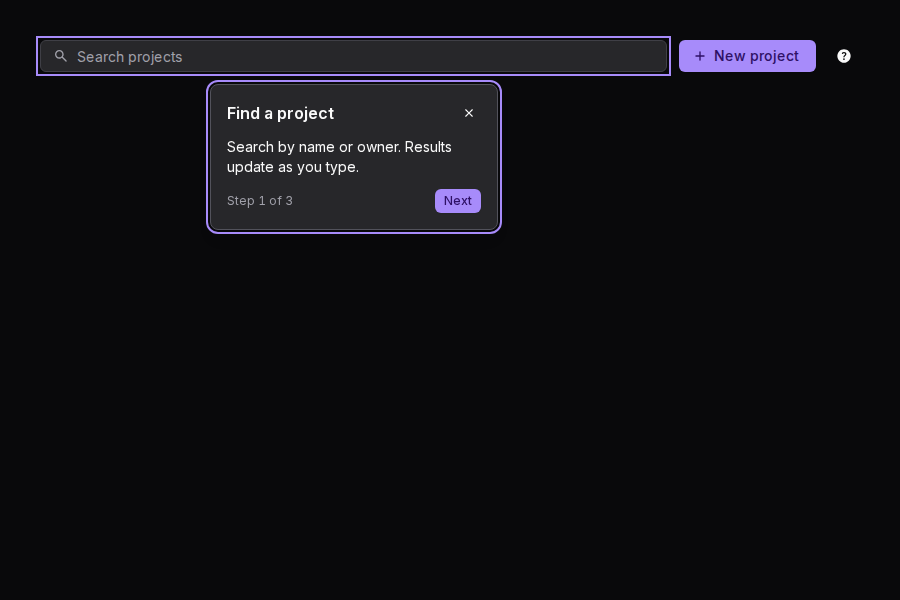 Search projects
New project
Find a project
Search by name or owner. Results
update as you type.
Step 1 of 3
Next